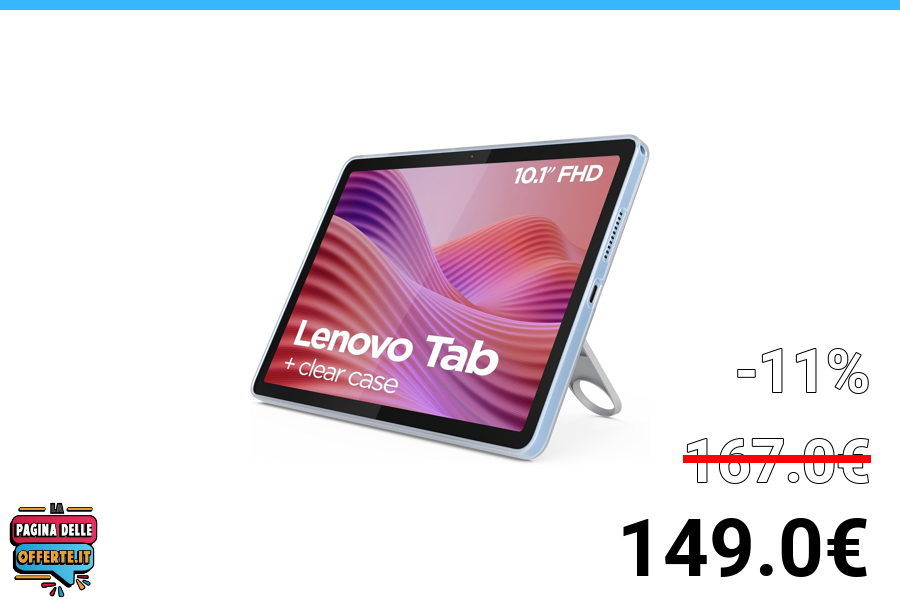 10.1" FHD
Lenovo Tab
+ clear case
-11%
167.0€
149.0€
LA
PAGINA DELLE
OFFERTE.IT